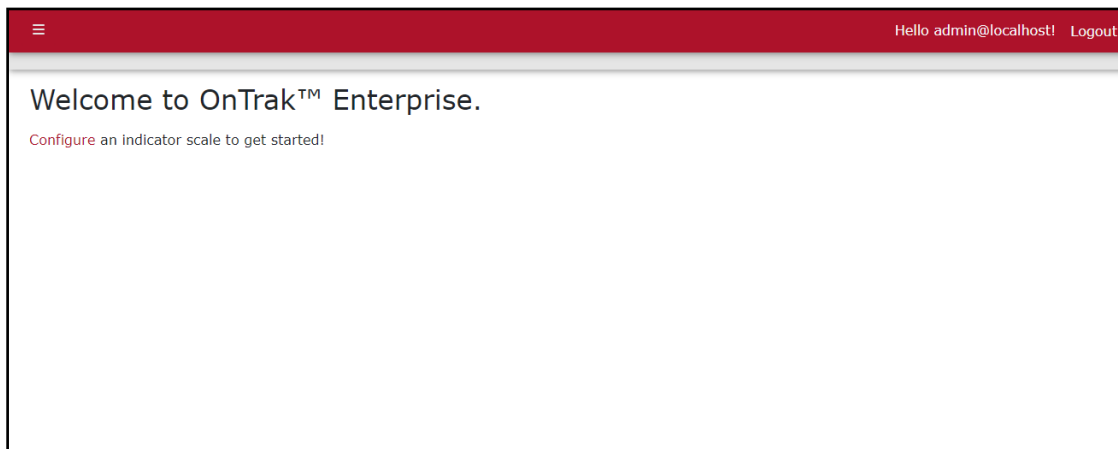 Hello admin@localhost! Logout
Welcome to OnTrak™ Enterprise.
Configure an indicator scale to get started!